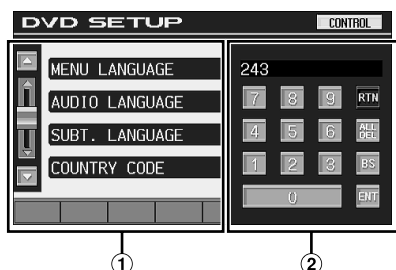 DVD SETUP CONTROL
MENU LANGUAGE
AUDIO LANGUAGE
SUBT. LANGUAGE
COUNTRY CODE
243
7 8 9 RTN
4 5 6 ALL DEL
1 2 3 BS
0 ENT
1 2